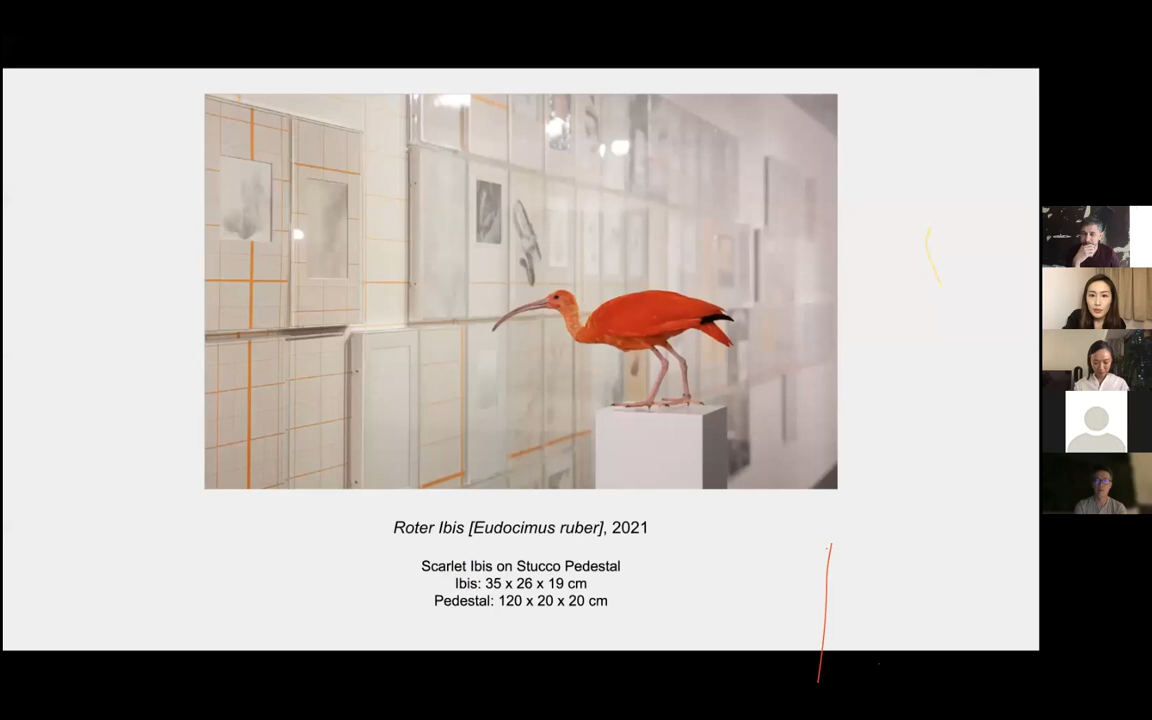 Roter Ibis [Eudocimus ruber], 2021
Scarlet Ibis on Stucco Pedestal
Ibis: 35 x 26 x 19 cm
Pedestal: 120 x 20 x 20 cm